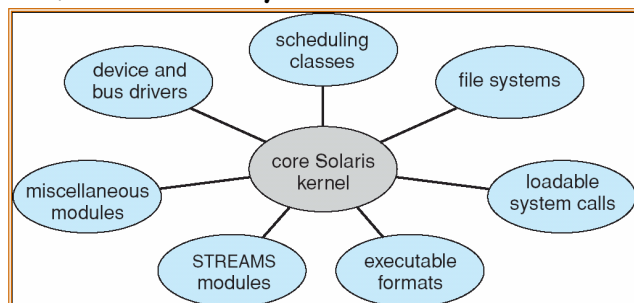 scheduling
classes
device and
bus drivers
file systems
core Solaris
kernel
miscellaneous
modules
loadable
system calls
STREAMS
modules
executable
formats